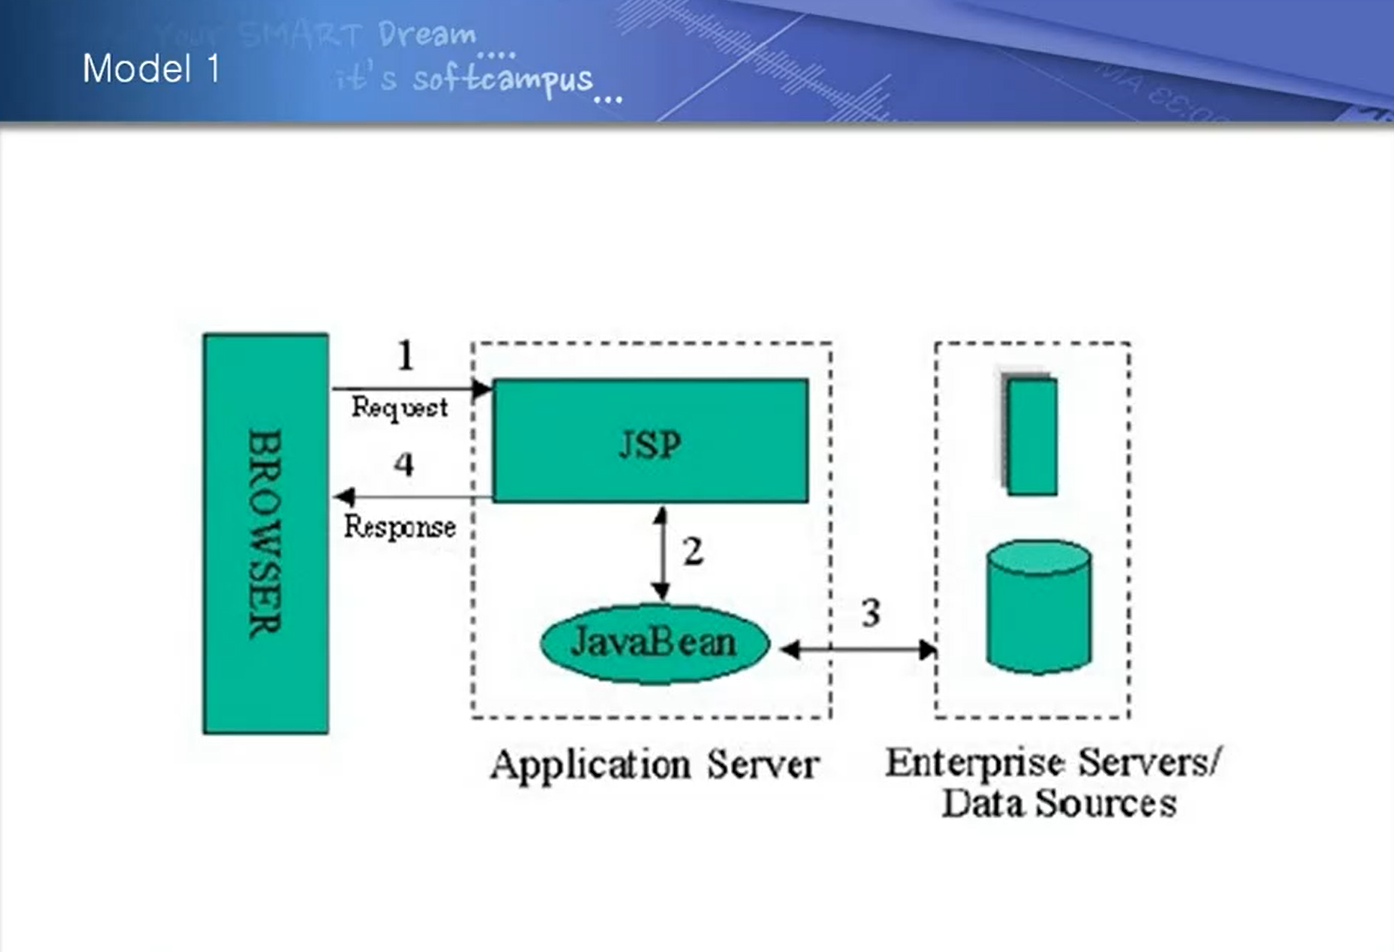 Your SMART Dream....
it's softcampus...
Model 1
1
Request
4
Response
BROWSER
JSP
2
JavaBean
3
Application Server
Enterprise Servers/
Data Sources